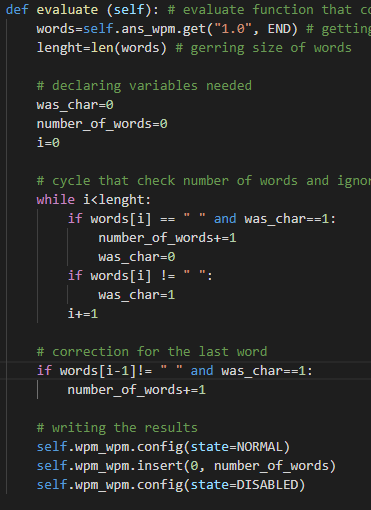 def evaluate (self): # evaluate function that
words=self.ans_wpm.get("1.0", END) # getting
lenght=len(words) # gerring size of words
# declaring variables needed
was_char=0
number_of_words=0
i=0
# cycle that check number of words and
while i<lenght:
if words[i] == " " and was_char==1:
number_of_words+=1
was_char=0
if words[i] != " ":
was_char=1
i+=1
# correction for the last word
if words[i-1]!= " " and was_char==1:
number_of_words+=1
# writing the results
self.wpm_wpm.config(state=NORMAL)
self.wpm_wpm.insert(0, number_of_words)
self.wpm_wpm.config(state=DISABLED)